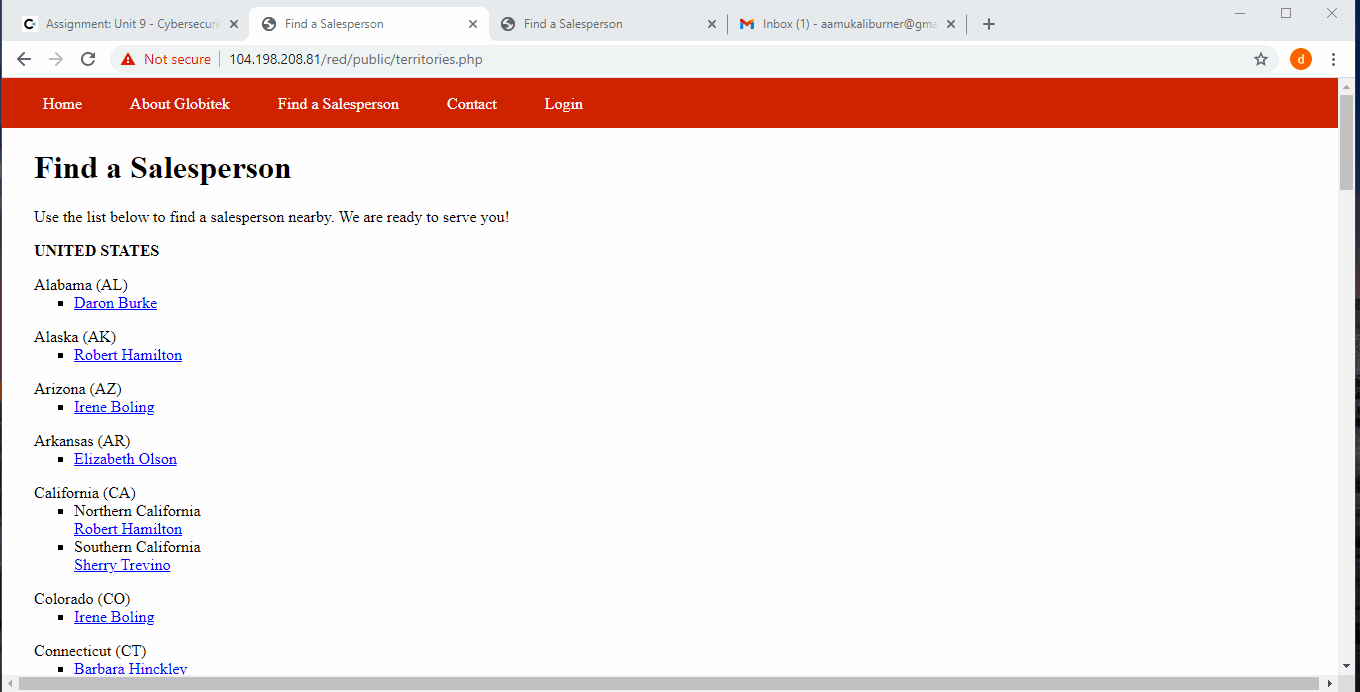 Assignment: Unit 9 - Cybersecuri
Find a Salesperson
Find a Salesperson
Inbox (1) - aamukaliburner@gma
Not secure
104.198.208.81/red/public/territories.php
d
Home
About Globitek
Find a Salesperson
Contact
Login
Find a Salesperson
Use the list below to find a salesperson nearby. We are ready to serve you!
UNITED STATES
Alabama (AL)
Daron Burke
Alaska (AK)
Robert Hamilton
Arizona (AZ)
Irene Boling
Arkansas (AR)
Elizabeth Olson
California (CA)
Northern California
Robert Hamilton
Southern California
Sherry Trevino
Colorado (CO)
Irene Boling
Connecticut (CT)
Barbara Hinckley